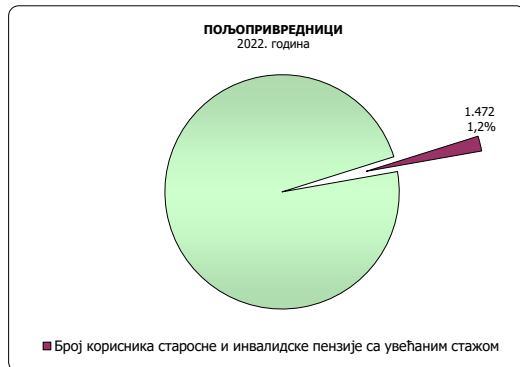 ПОЉОПРИВРЕДНИЦИ
2022. година
1.472
1,2%
Број корисника старосне и инвалидске пензије са увећаним стажом